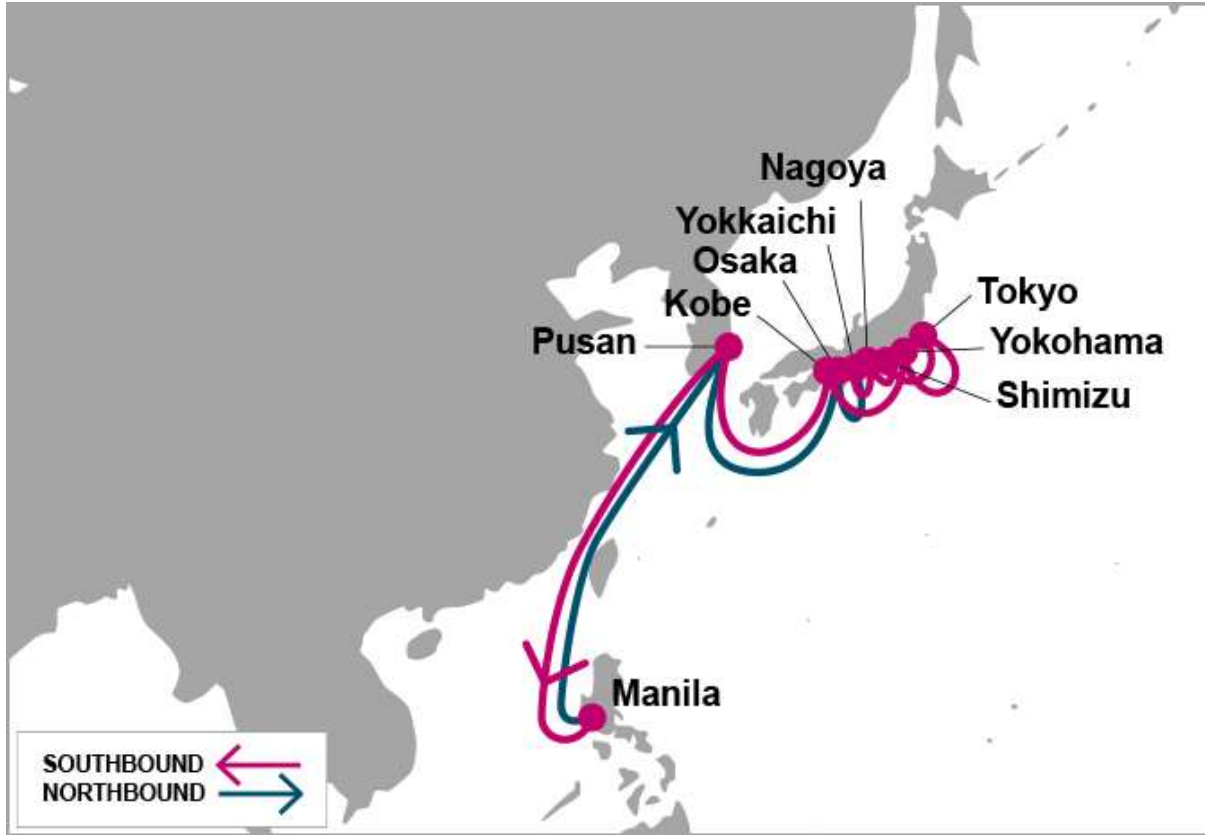 Nagoya
Yokkaichi
Osaka
Kobe
Pusan
Tokyo
Yokohama
Shimizu
Manila
SOUTHBOUND
NORTHBOUND